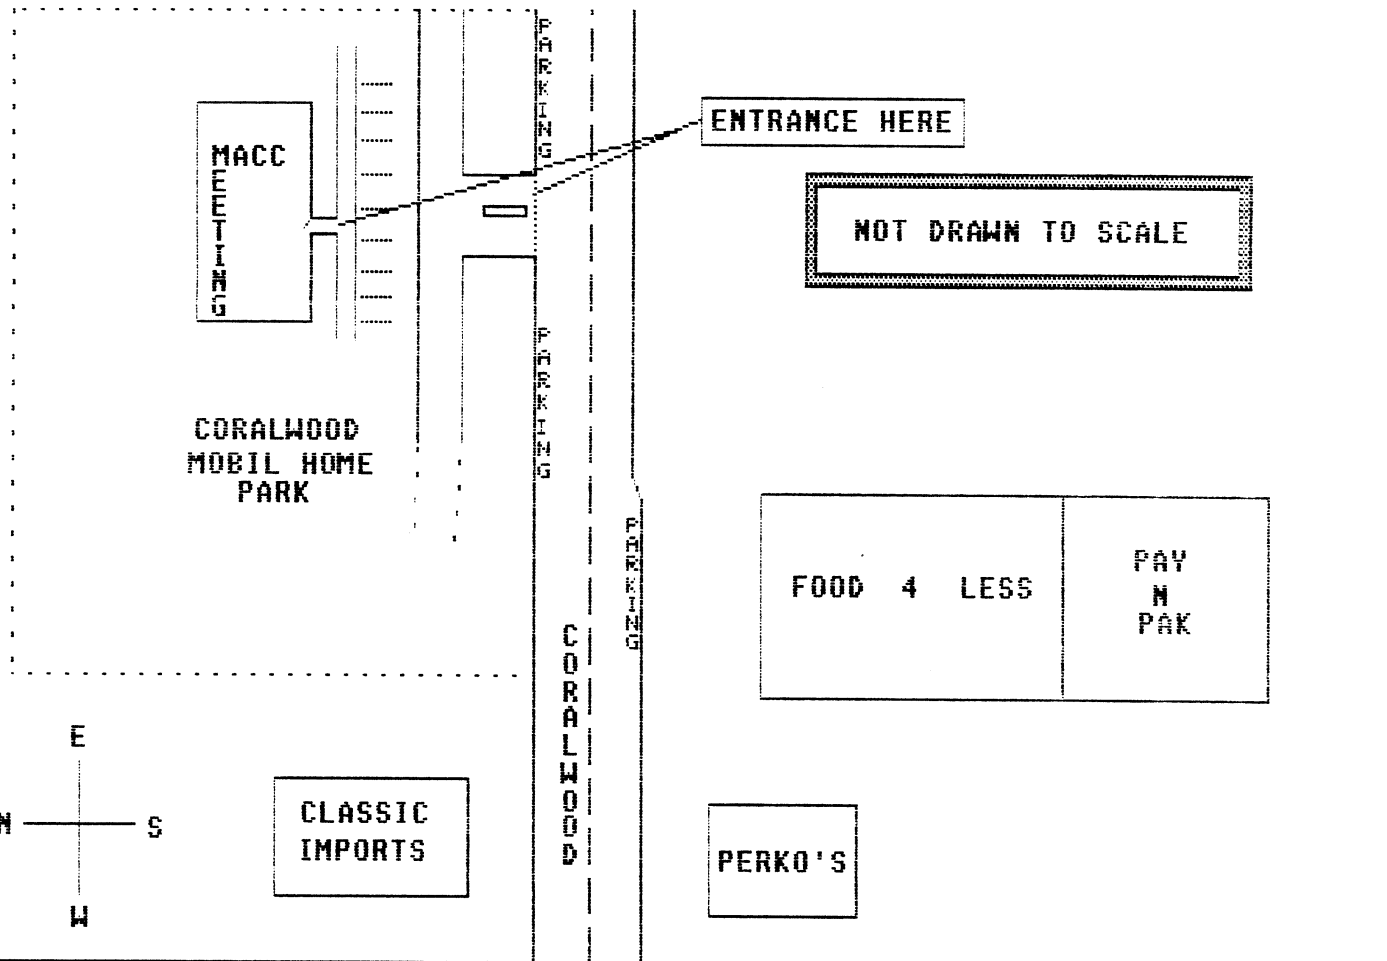 PARKING
ENTRANCE HERE
MACC
MEETING
NOT DRAWN TO SCALE
PARKING
CORALWOOD
MOBIL HOME
PARK
PARKING
FOOD 4 LESS
PAY
N
PAK
CORALWOOD
E
N
S
W
CLASSIC
IMPORTS
PERKO'S